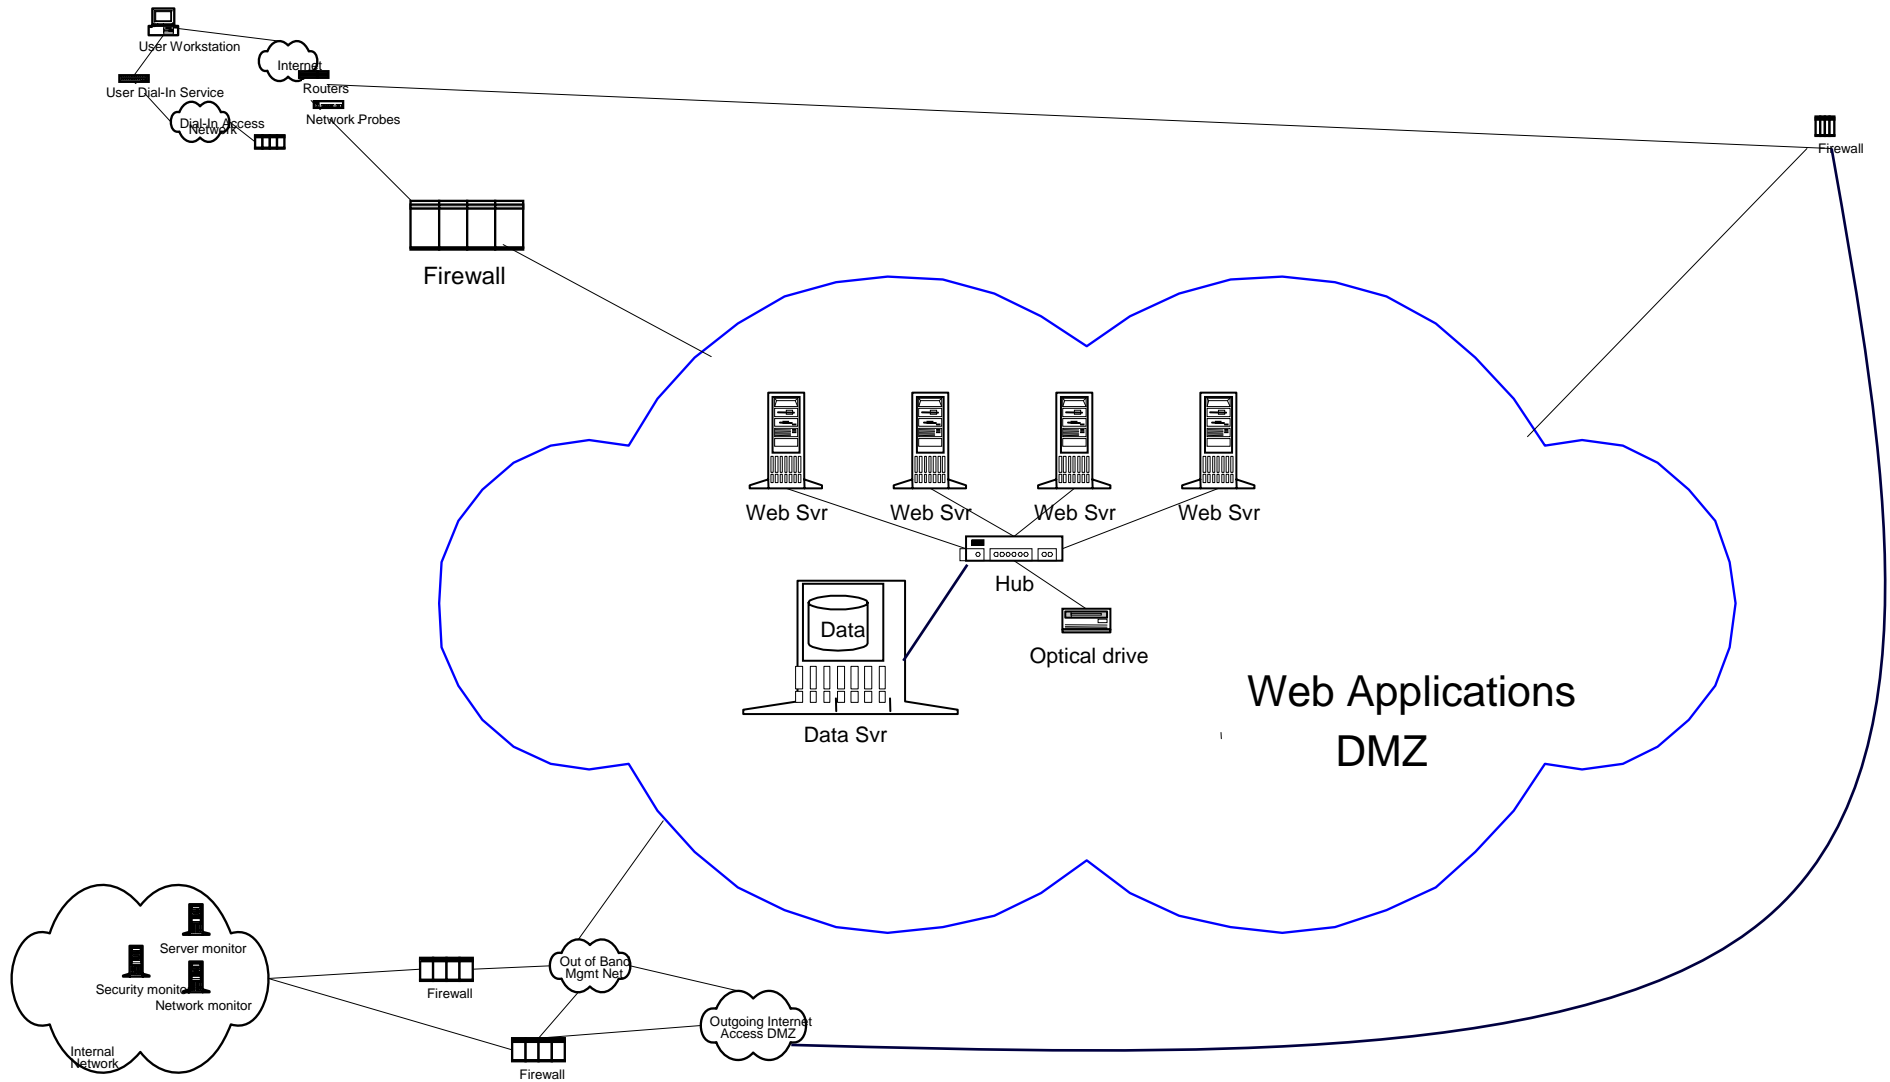 User Workstation
Internet
Routers
User Dial-In Service
Network Probes
Dial-In Access
Network
Firewall
Firewall
Web Svr
Web Svr
Web Svr
Web Svr
Hub
Data
Optical drive
Data Svr
Web Applications
DMZ
Server monitor
Security monitor
Network monitor
Internal
Network
Firewall
Out of Band
Mgmt Net
Outgoing Internet
Access DMZ
Firewall